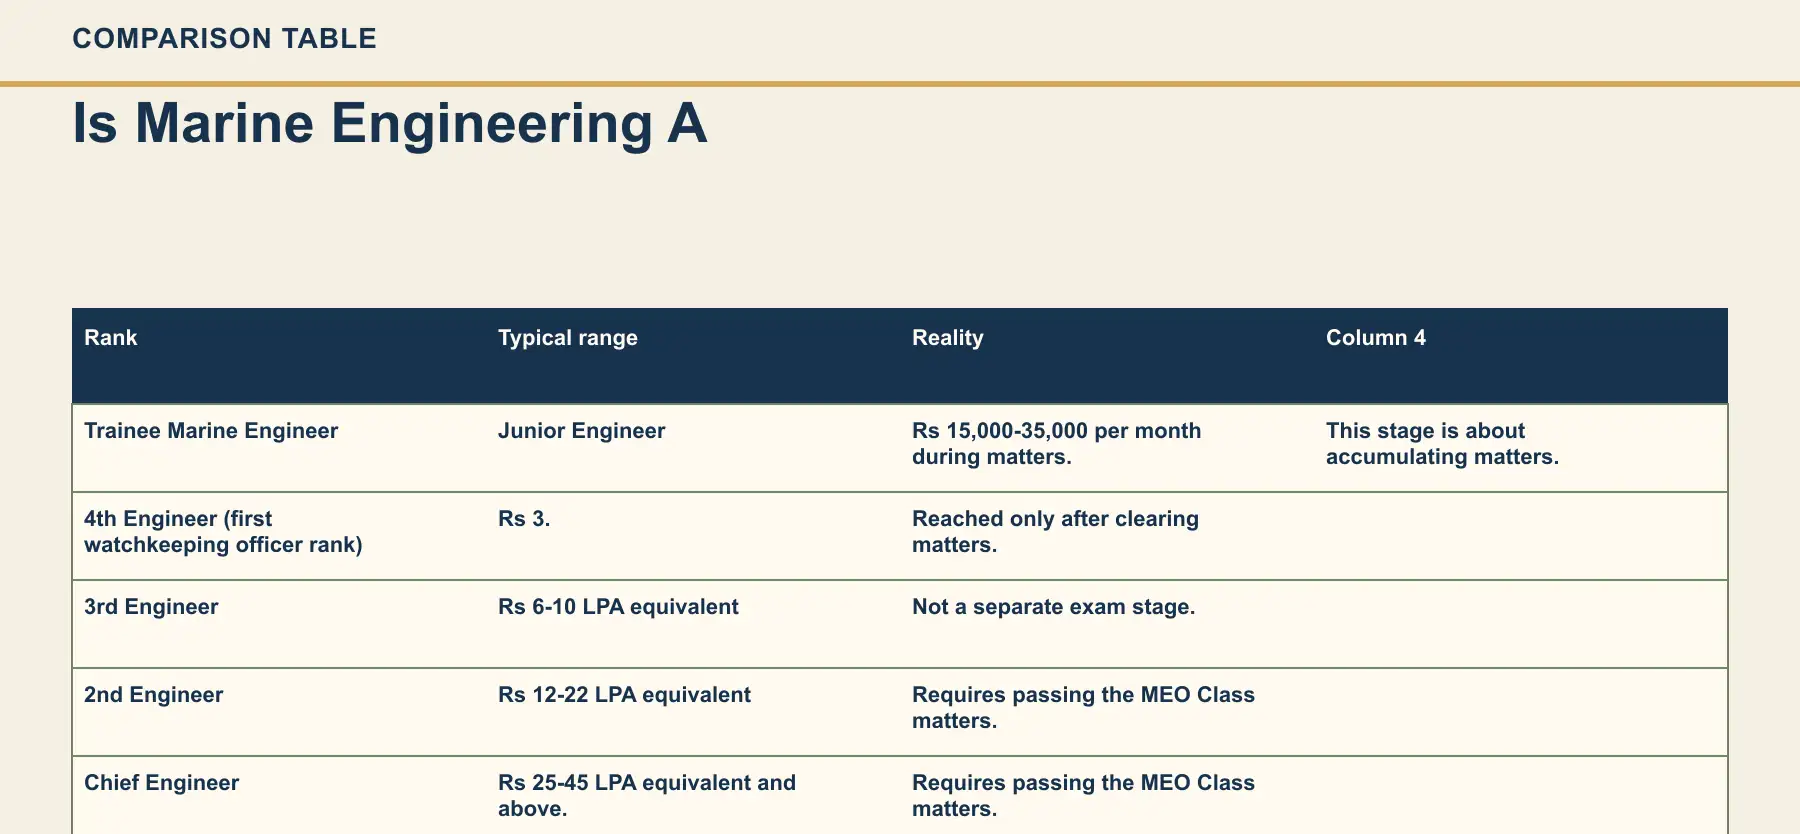 COMPARISON TABLE
Is Marine Engineering A
Rank Typical range Reality Column 4
Trainee Marine Engineer Junior Engineer Rs 15,000-35,000 per month This stage is about
during matters. accumulating matters.
4th Engineer (first Rs 3. Reached only after clearing
watchkeeping officer rank) matters.
3rd Engineer Rs 6-10 LPA equivalent Not a separate exam stage.
2nd Engineer Rs 12-22 LPA equivalent Requires passing the MEO Class
matters.
Chief Engineer Rs 25-45 LPA equivalent and Requires passing the MEO Class
above. matters.